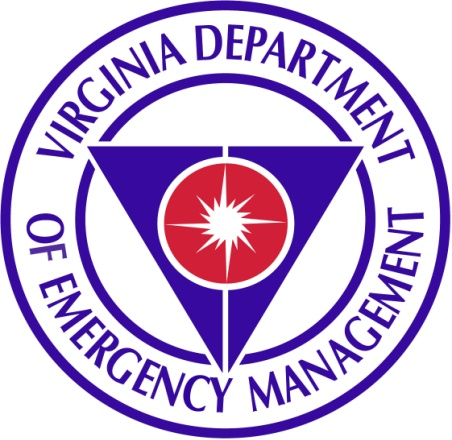 VIRGINIA DEPARTMENT
OF EMERGENCY MANAGEMENT